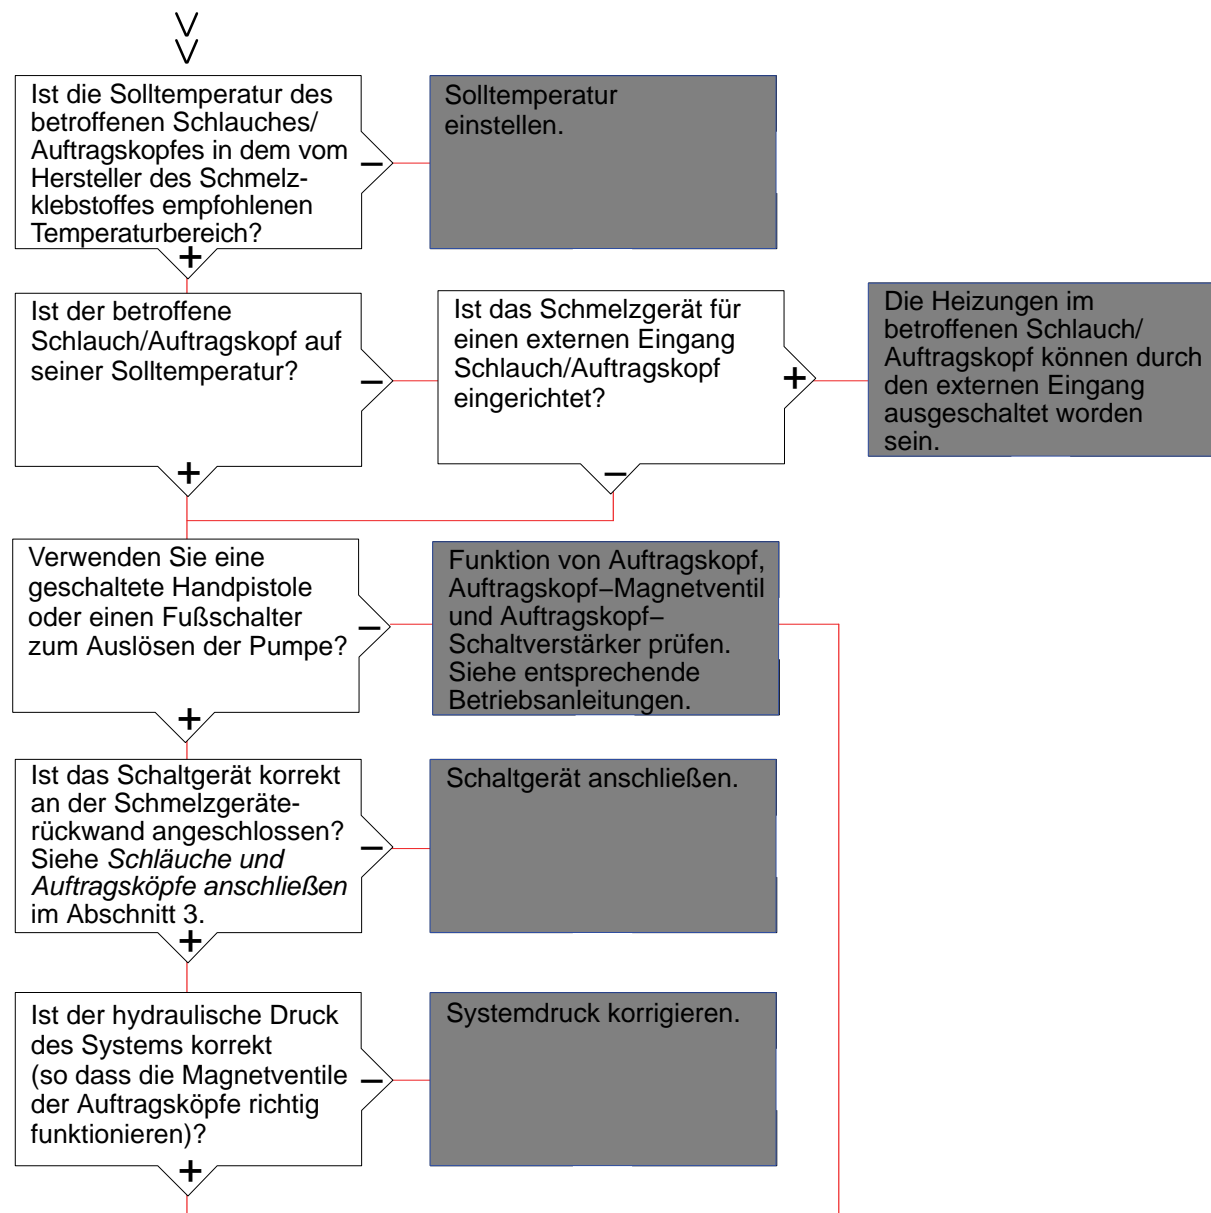 Ist die Solltemperatur des
betroffenen Schlauches/
Auftragskopfes in dem vom
Hersteller des Schmelz-
klebstoffes empfohlenen
Temperaturbereich?
–
+
Solltemperatur
einstellen.
Ist der betroffene
Schlauch/Auftragskopf auf
seiner Solltemperatur?
–
+
Ist das Schmelzgerät für
einen externen Eingang
Schlauch/Auftragskopf
eingerichtet?
+
–
Die Heizungen im
betroffenen Schlauch/
Auftragskopf können durch
den externen Eingang
ausgeschaltet worden
sein.
Verwenden Sie eine
geschaltete Handpistole
oder einen Fußschalter
zum Auslösen der Pumpe?
–
+
Funktion von Auftragskopf,
Auftragskopf–Magnetventil
und Auftragskopf–
Schaltverstärker prüfen.
Siehe entsprechende
Betriebsanleitungen.
Ist das Schaltgerät korrekt
an der Schmelzgeräte-
rückwand angeschlossen?
Siehe Schläuche und
Auftragsköpfe anschließen
im Abschnitt 3.
–
+
Schaltgerät anschließen.
Ist der hydraulische Druck
des Systems korrekt
(so dass die Magnetventile
der Auftragsköpfe richtig
funktionieren)?
–
+
Systemdruck korrigieren.